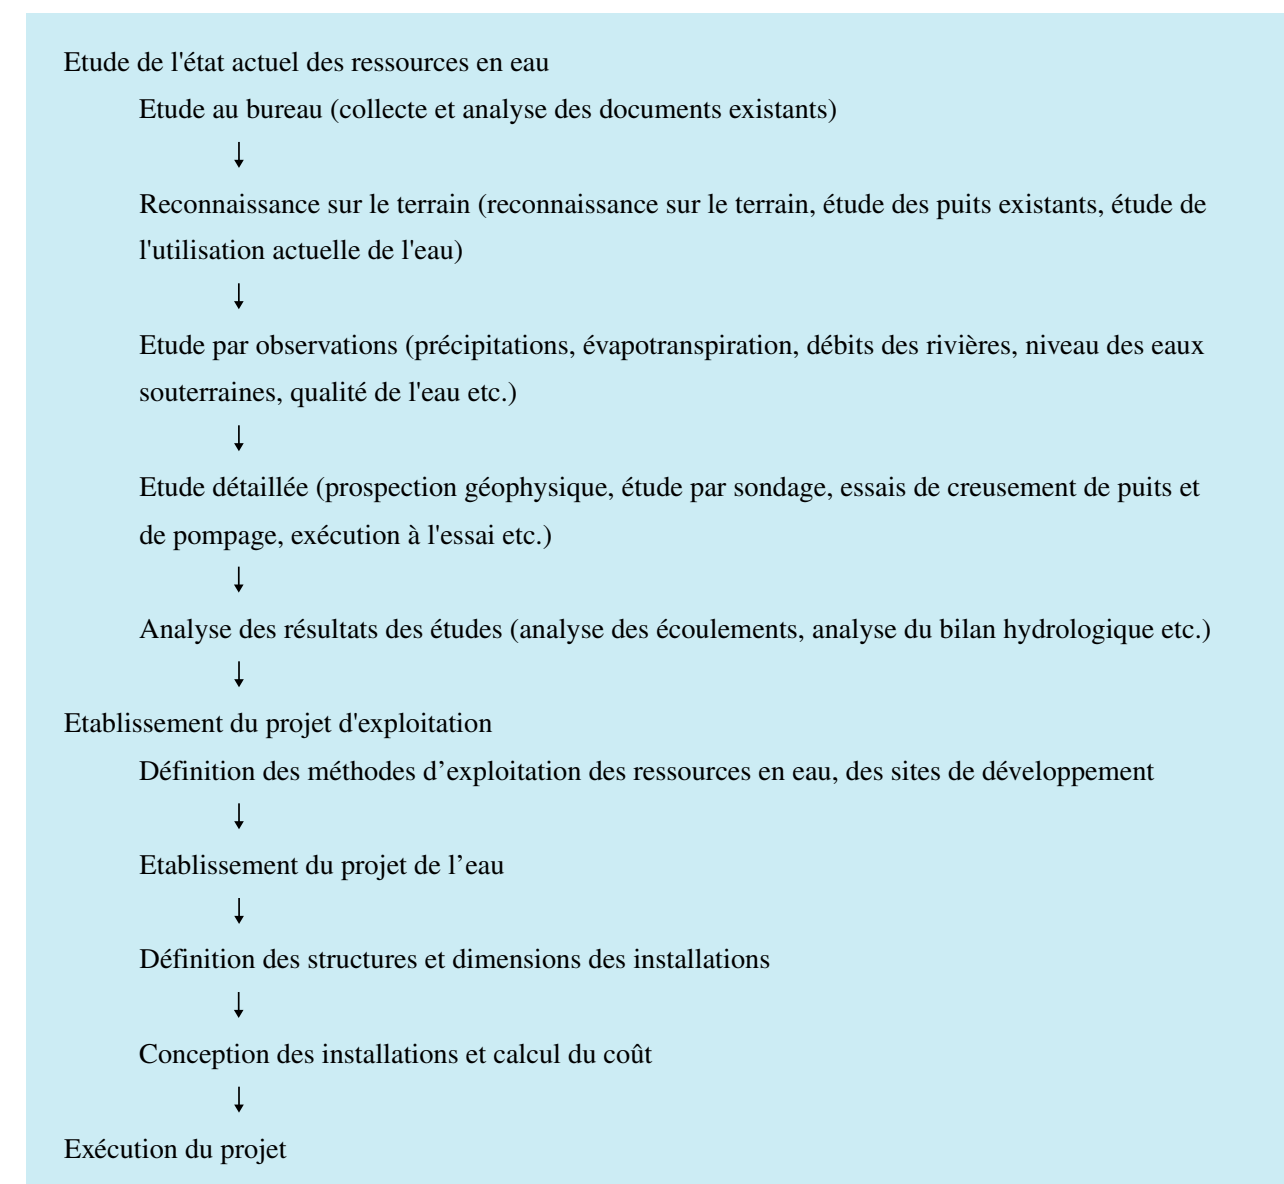 Etude de l'état actuel des ressources en eau
Etude au bureau (collecte et analyse des documents existants)
Reconnaissance sur le terrain (reconnaissance sur le terrain, étude des puits existants, étude de
l'utilisation actuelle de l'eau)
Etude par observations (précipitations, évapotranspiration, débits des rivières, niveau des eaux
souterraines, qualité de l'eau etc.)
Etude détaillée (prospection géophysique, étude par sondage, essais de creusement de puits et
de pompage, exécution à l'essai etc.)
Analyse des résultats des études (analyse des écoulements, analyse du bilan hydrologique etc.)
Etablissement du projet d'exploitation
Définition des méthodes d’exploitation des ressources en eau, des sites de développement
Etablissement du projet de l’eau
Définition des structures et dimensions des installations
Conception des installations et calcul du coût
Exécution du projet